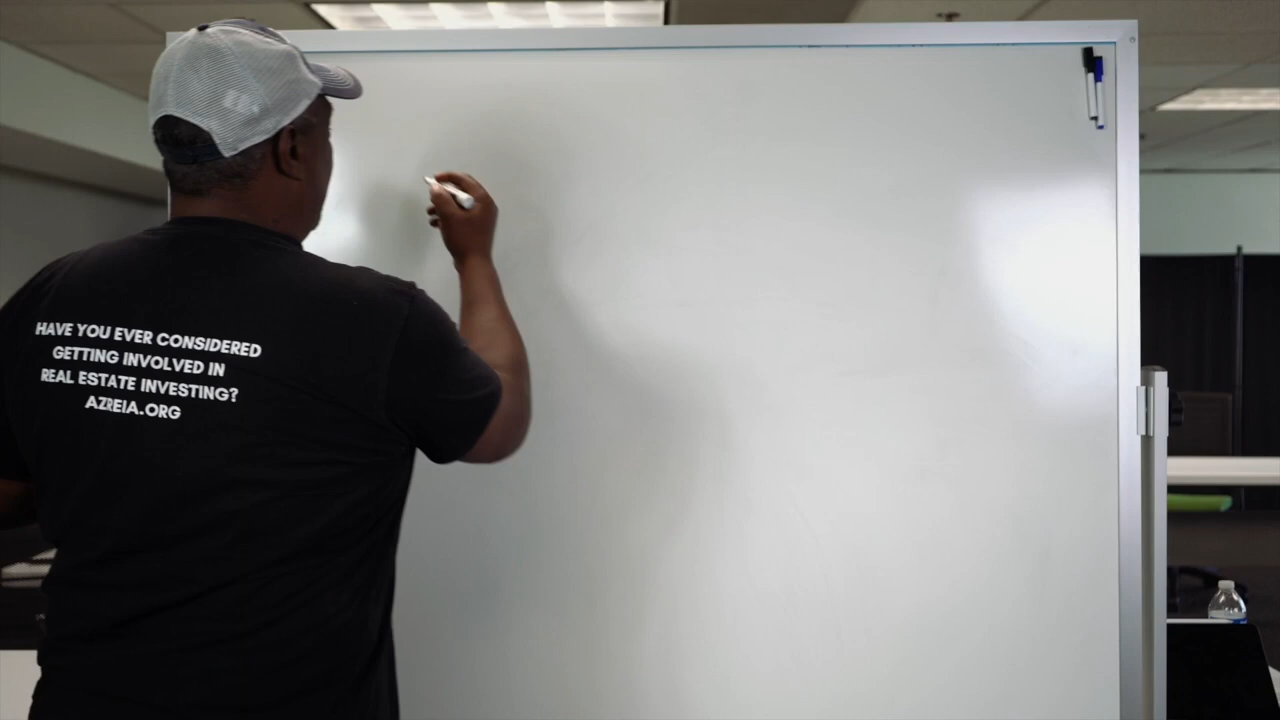 HAVE YOU EVER CONSIDERED
GETTING INVOLVED IN
REAL ESTATE INVESTING?
AZREIA.ORG